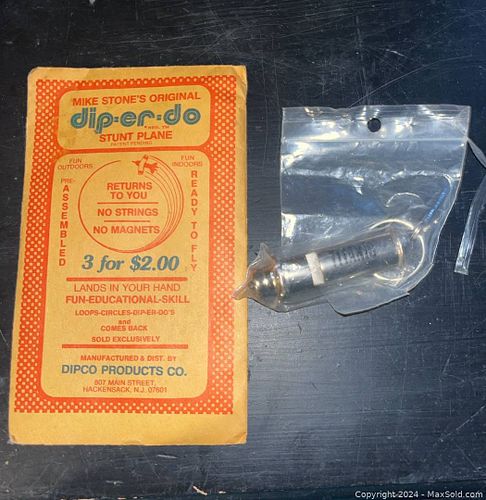 MIKE STONE'S ORIGINAL
dip-er-do
STUNT PLANE
PATENT PENDING
FUN OUTDOORS
FUN INDOORS
PRE-ASSEMBLED
READY TO FLY
RETURNS
TO YOU
NO STRINGS
NO MAGNETS
3 for $2.00
LANDS IN YOUR HAND
FUN-EDUCATIONAL-SKILL
LOOPS-CIRCLES-DIP-ER-DO'S
and
COMES BACK
SOLD EXCLUSIVELY
MANUFACTURED & DIST. BY
DIPCO PRODUCTS CO.
807 MAIN STREET,
HACKENSACK, N.J. 07601
Copyright © 2024 - MaxSold.com